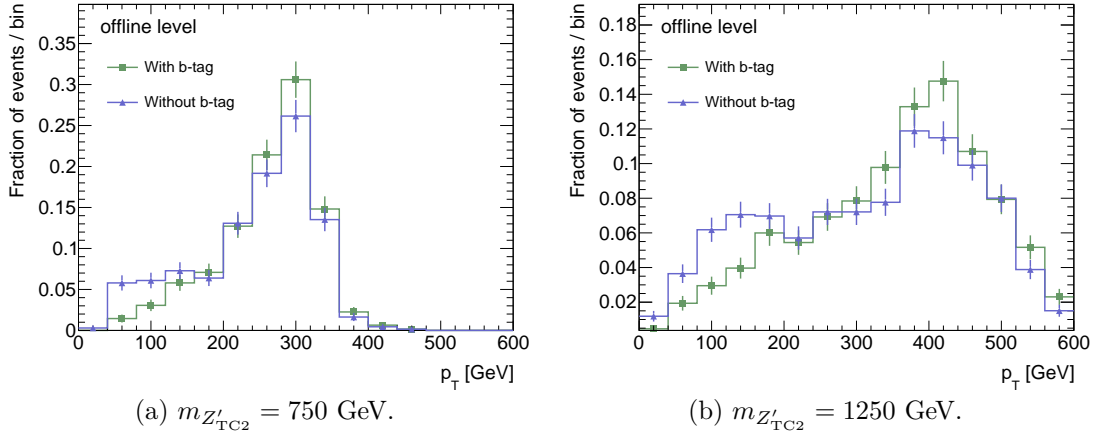 Fraction of events / bin
offline level
With b-tag
Without b-tag
0.35
0.3
0.25
0.2
0.15
0.1
0.05
0
0 100 200 300 400 500 600
p_T [GeV]
(a) m_{Z′_{TC2}} = 750 GeV.
Fraction of events / bin
offline level
With b-tag
Without b-tag
0.18
0.16
0.14
0.12
0.1
0.08
0.06
0.04
0.02
0 100 200 300 400 500 600
p_T [GeV]
(b) m_{Z′_{TC2}} = 1250 GeV.